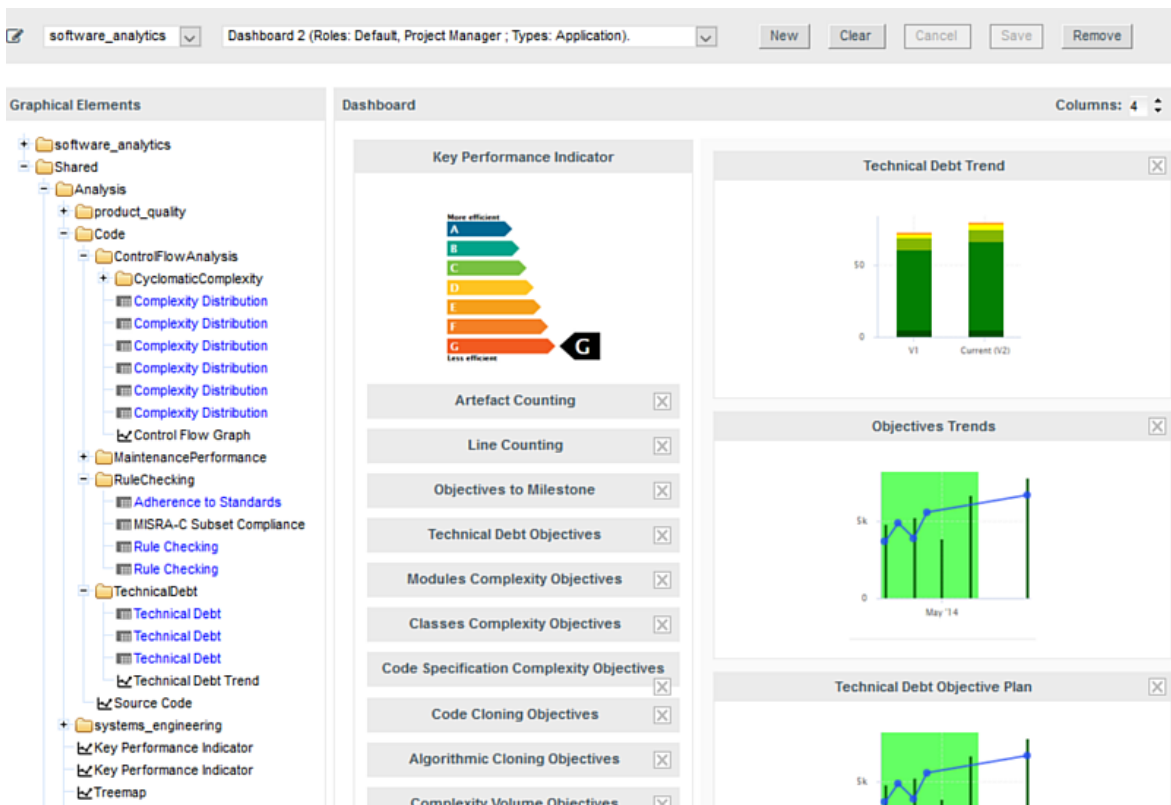 software_analytics
Dashboard 2 (Roles: Default, Project Manager ; Types: Application).
New
Clear
Cancel
Save
Remove
Graphical Elements
software_analytics
Shared
Analysis
product_quality
Code
ControlFlowAnalysis
CyclomaticComplexity
Complexity Distribution
Complexity Distribution
Complexity Distribution
Complexity Distribution
Complexity Distribution
Complexity Distribution
Control Flow Graph
MaintenancePerformance
RuleChecking
Adherence to Standards
MISRA-C Subset Compliance
Rule Checking
Rule Checking
TechnicalDebt
Technical Debt
Technical Debt
Technical Debt
Technical Debt Trend
Source Code
systems_engineering
Key Performance Indicator
Key Performance Indicator
Treemap
Dashboard
Columns: 4
Key Performance Indicator
More efficient
A
B
C
D
E
F
G
G
Less efficient
Artefact Counting
Line Counting
Objectives to Milestone
Technical Debt Objectives
Modules Complexity Objectives
Classes Complexity Objectives
Code Specification Complexity Objectives
Code Cloning Objectives
Algorithmic Cloning Objectives
Complexity Volume Objectives
Technical Debt Trend
50
0
V1
Current (V2)
Objectives Trends
5k
0
May '14
Technical Debt Objective Plan
5k